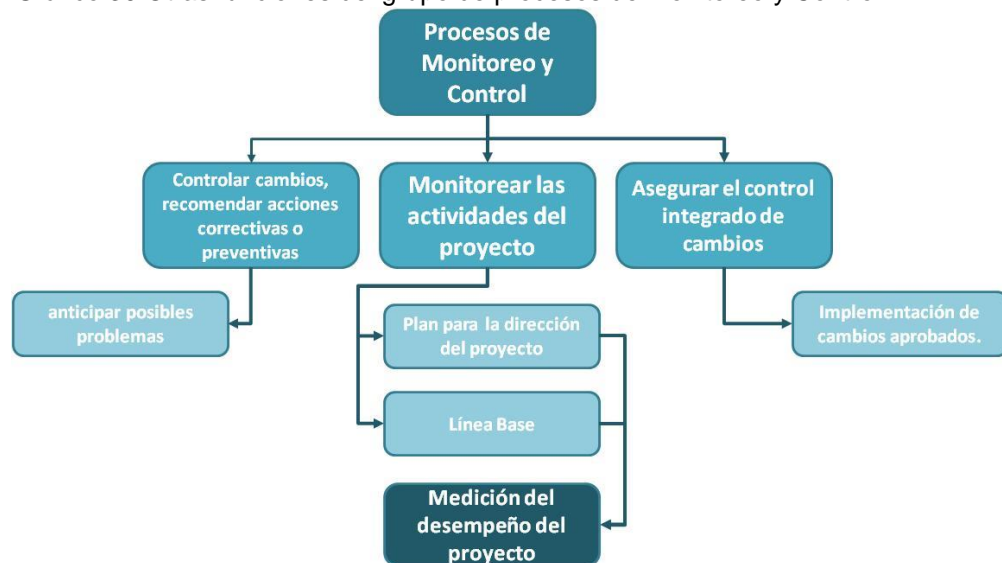 Procesos de
Monitoreo y
Control
Controlar cambios,
recomendar acciones
correctivas o
preventivas
Monitorear las
actividades del
proyecto
Asegurar el control
integrado de
cambios
anticipar posibles
problemas
Plan para la dirección
del proyecto
Implementación de
cambios aprobados.
Línea Base
Medición del
desempeño del
proyecto